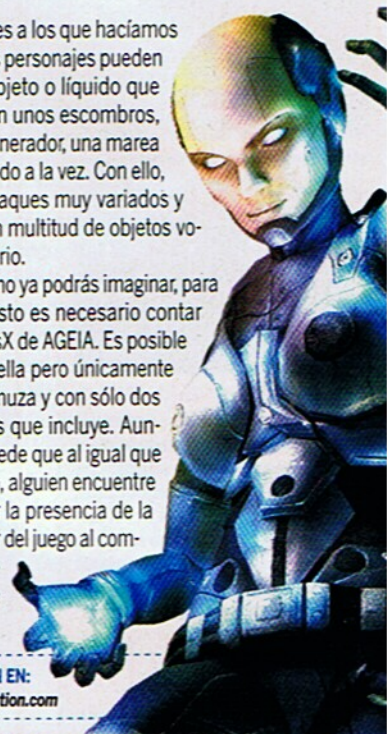 es a los que hacíamos
personajes pueden
objeto o líquido que
n unos escombros,
nerador, una marea
do a la vez. Con ello,
aques muy variados y
n multitud de objetos vo-
rio.
no ya podrás imaginar, para
sto es necesario contar
sX de AGEIA. Es posible
ella pero únicamente
nuza y con sólo dos
s que incluye. Aun-
ede que al igual que
, alguien encuentre
r la presencia de la
r del juego al com-
N EN:
tion.com